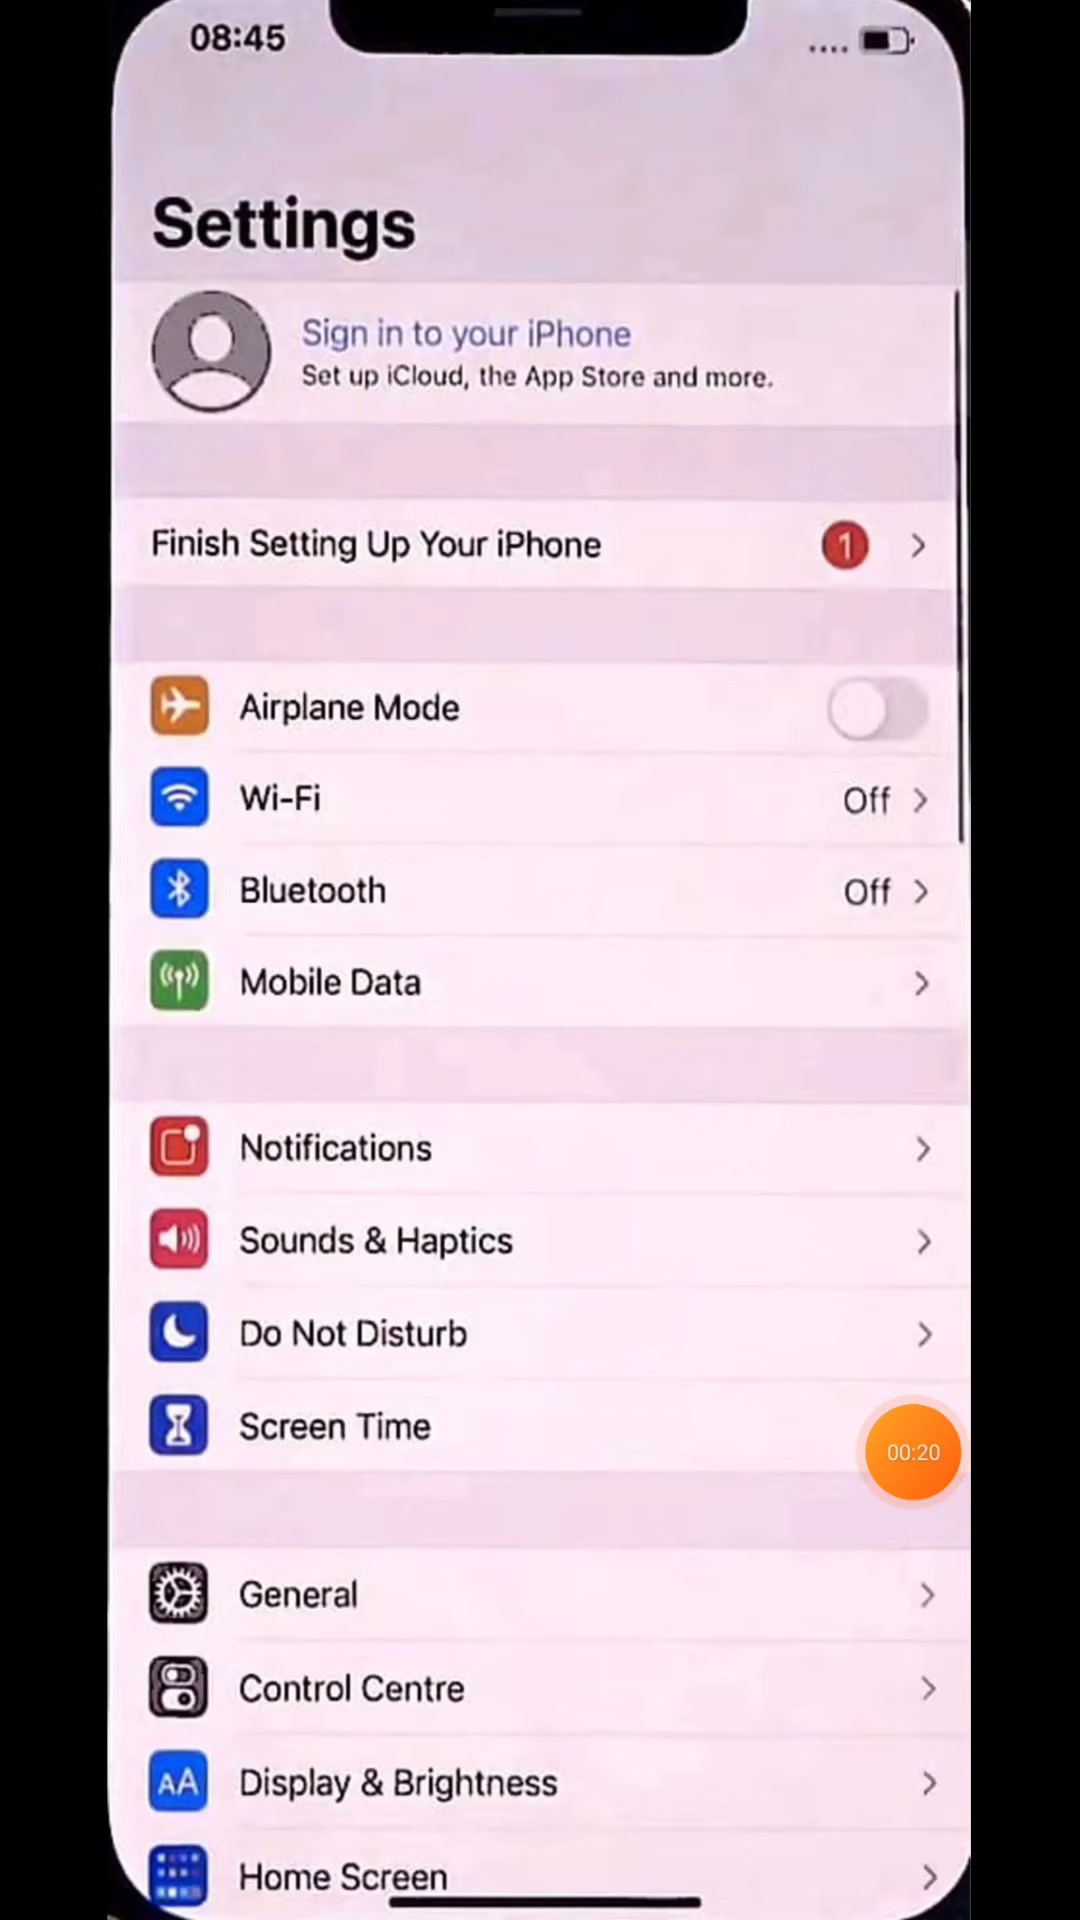 08:45
Settings
Sign in to your iPhone
Set up iCloud, the App Store and more.
Finish Setting Up Your iPhone 1
Airplane Mode
Wi-Fi Off
Bluetooth Off
Mobile Data
Notifications
Sounds & Haptics
Do Not Disturb
Screen Time
00:20
General
Control Centre
AA Display & Brightness
Home Screen